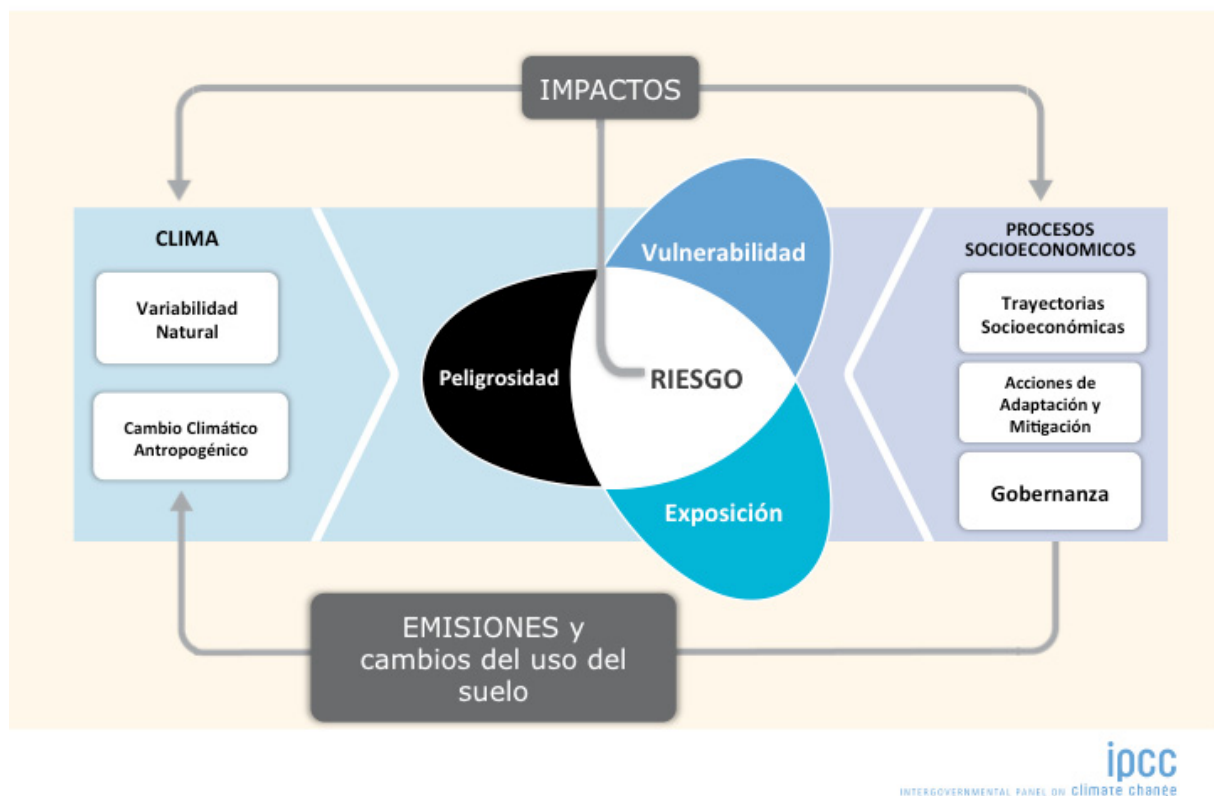 IMPACTOS
CLIMA
Variabilidad
Natural
Cambio Climático
Antropogénico
Peligrosidad
Vulnerabilidad
RIESGO
Exposición
PROCESOS
SOCIOECONOMICOS
Trayectorias
Socioeconómicas
Acciones de
Adaptación y
Mitigación
Gobernanza
EMISIONES y
cambios del uso del
suelo
ipcc
INTERGOVERNMENTAL PANEL ON climate change